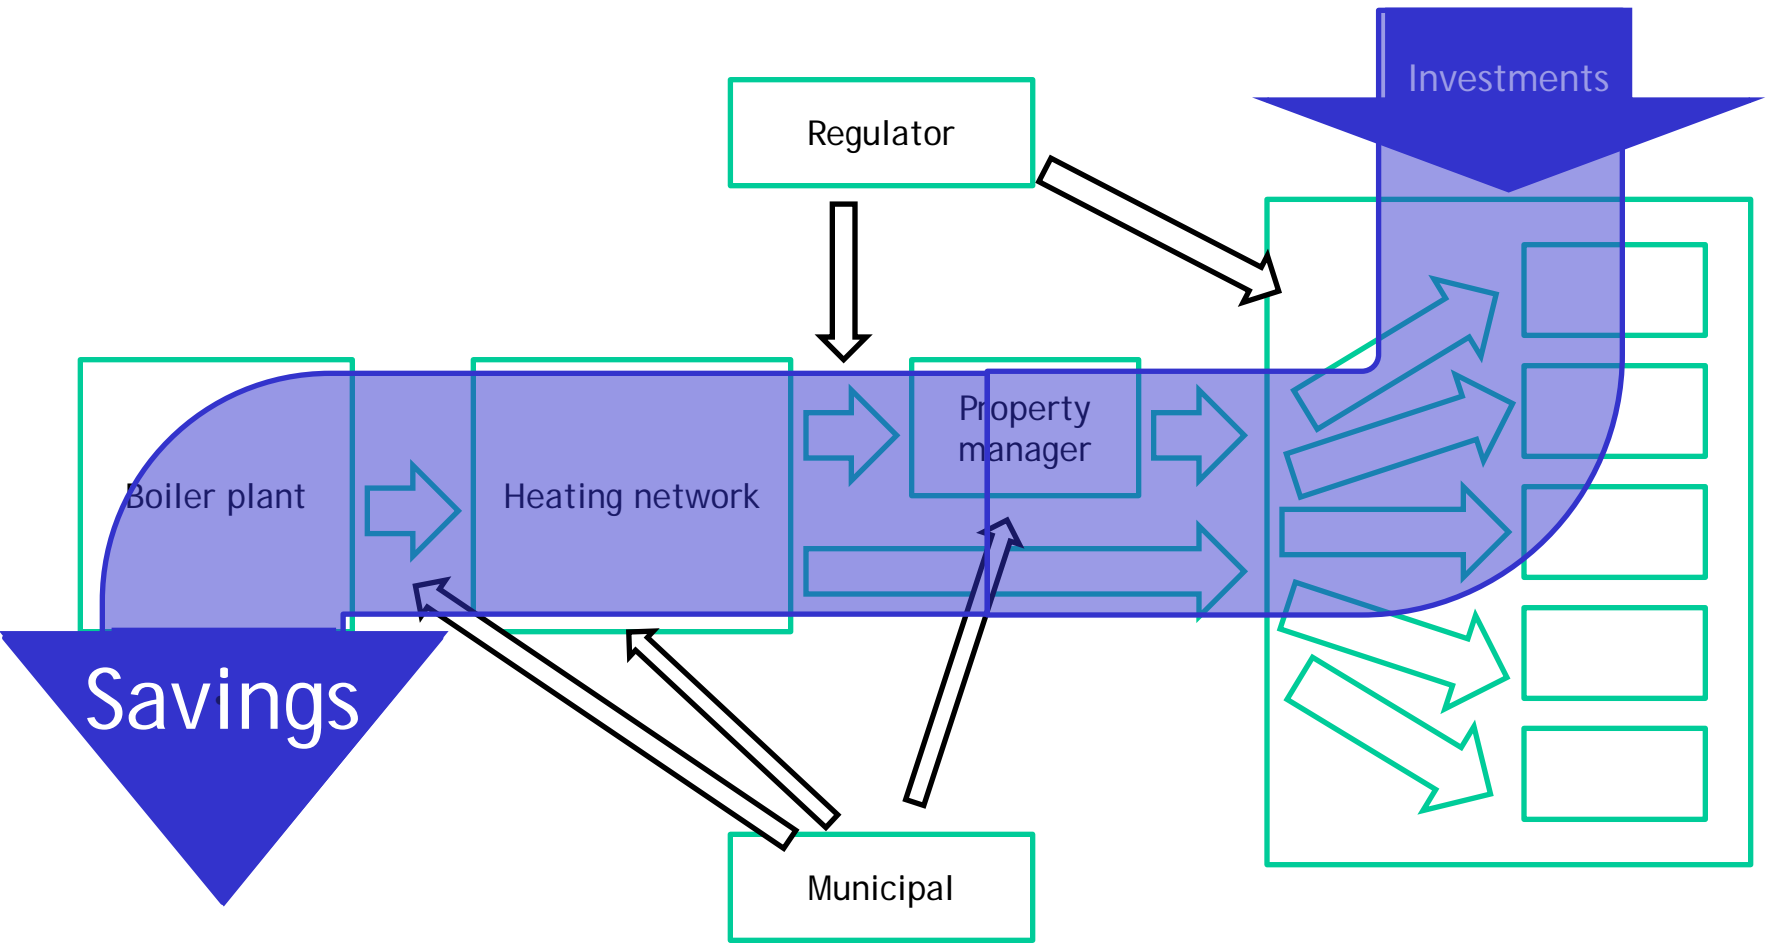 Investments
Regulator
Property
manager
Boiler plant
Heating network
Savings
Municipal